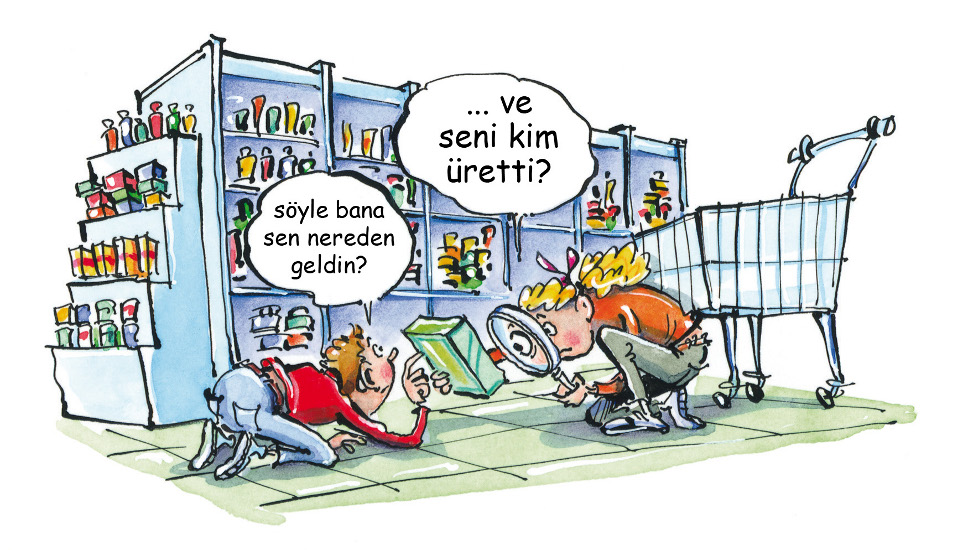 söyle bana
sen nereden
geldin?
... ve
seni kim
üretti?